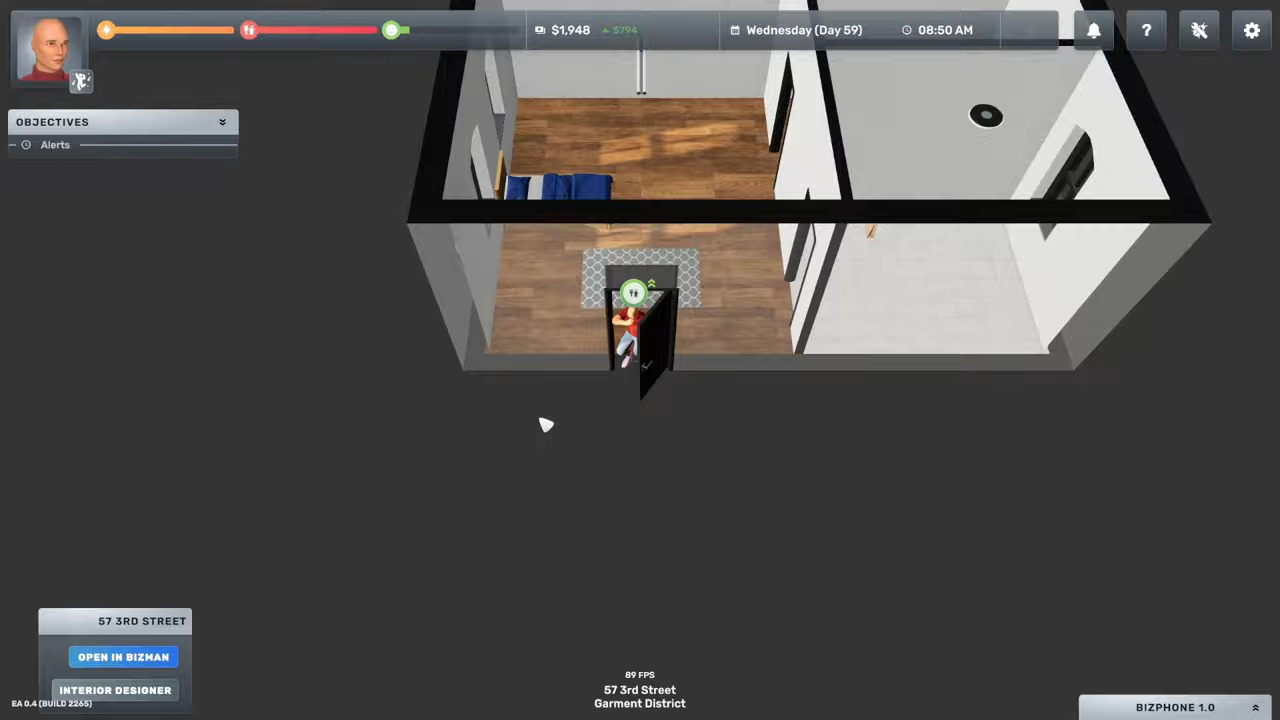 $1,948 $794 Wednesday (Day 59) 08:50 AM ?
OBJECTIVES
Alerts
57 3RD STREET
OPEN IN BIZMAN
INTERIOR DESIGNER
EA 0.4 (BUILD 2265)
89 FPS
57 3rd Street
Garment District
BIZPHONE 1.0